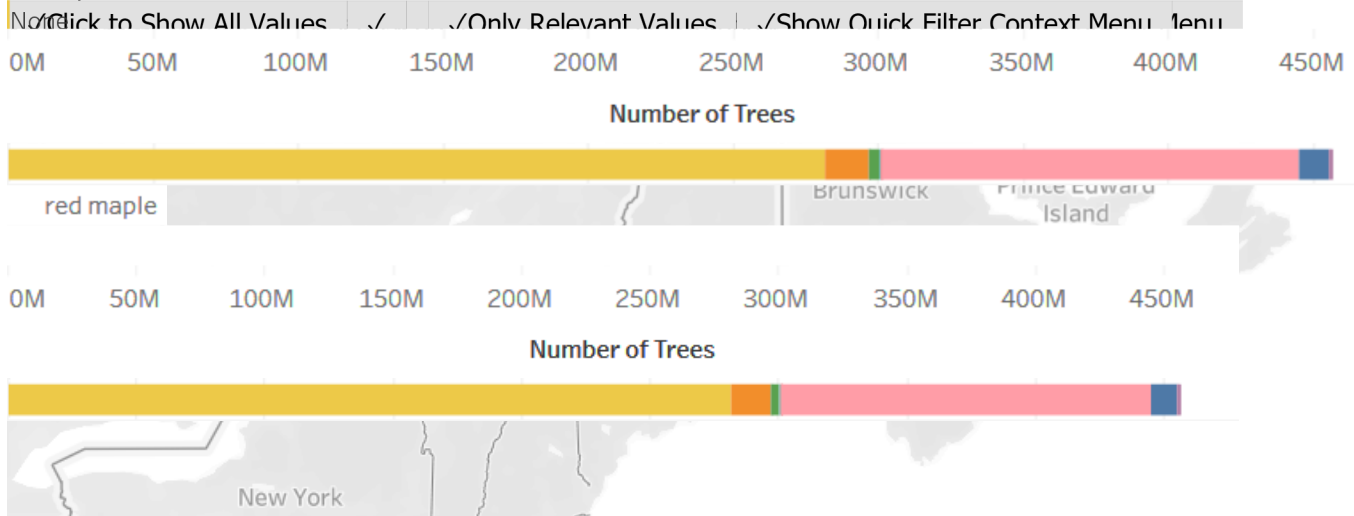 ✓Click to Show All Values ✓ ✓Only Relevant Values ✓Show Quick Filter Context Menu
0M 50M 100M 150M 200M 250M 300M 350M 400M 450M
Number of Trees
Brunswick Prince Edward
red maple Island
0M 50M 100M 150M 200M 250M 300M 350M 400M 450M
Number of Trees
New York